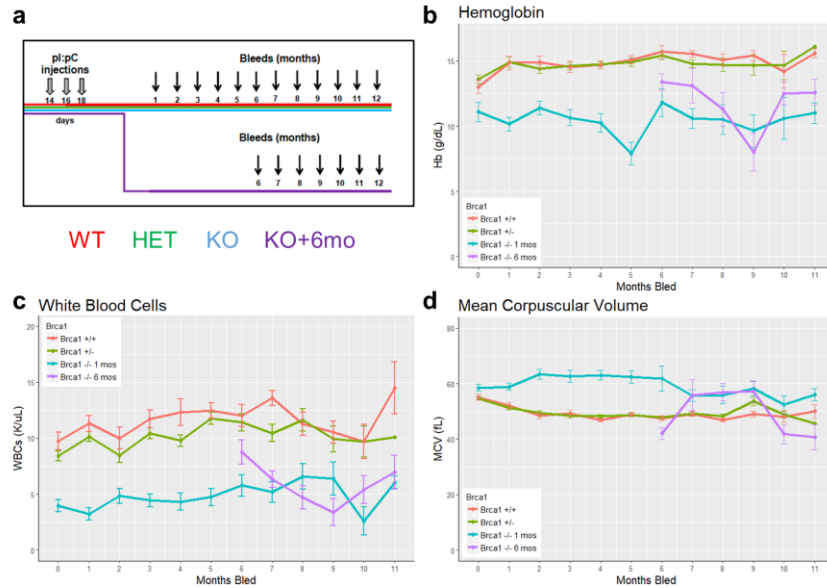 a
pI:pC
injections
14 16 18
days
Bleeds (months)
1 2 3 4 5 6 7 8 9 10 11 12
Bleeds (months)
6 7 8 9 10 11 12
WT HET KO KO+6mo
b Hemoglobin
Hb (g/dL)
15
10
5
0
Brca1
Brca1 +/+
Brca1 +/-
Brca1 -/- 1 mos
Brca1 -/- 6 mos
0 1 2 3 4 5 6 7 8 9 10 11
Months Bled
c White Blood Cells
WBCs (K/uL)
20
15
10
5
0
Brca1
Brca1 +/+
Brca1 +/-
Brca1 -/- 1 mos
Brca1 -/- 6 mos
0 1 2 3 4 5 6 7 8 9 10 11
Months Bled
d Mean Corpuscular Volume
MCV (fL)
80
60
40
20
0
Brca1
Brca1 +/+
Brca1 +/-
Brca1 -/- 1 mos
Brca1 -/- 6 mos
0 1 2 3 4 5 6 7 8 9 10 11
Months Bled